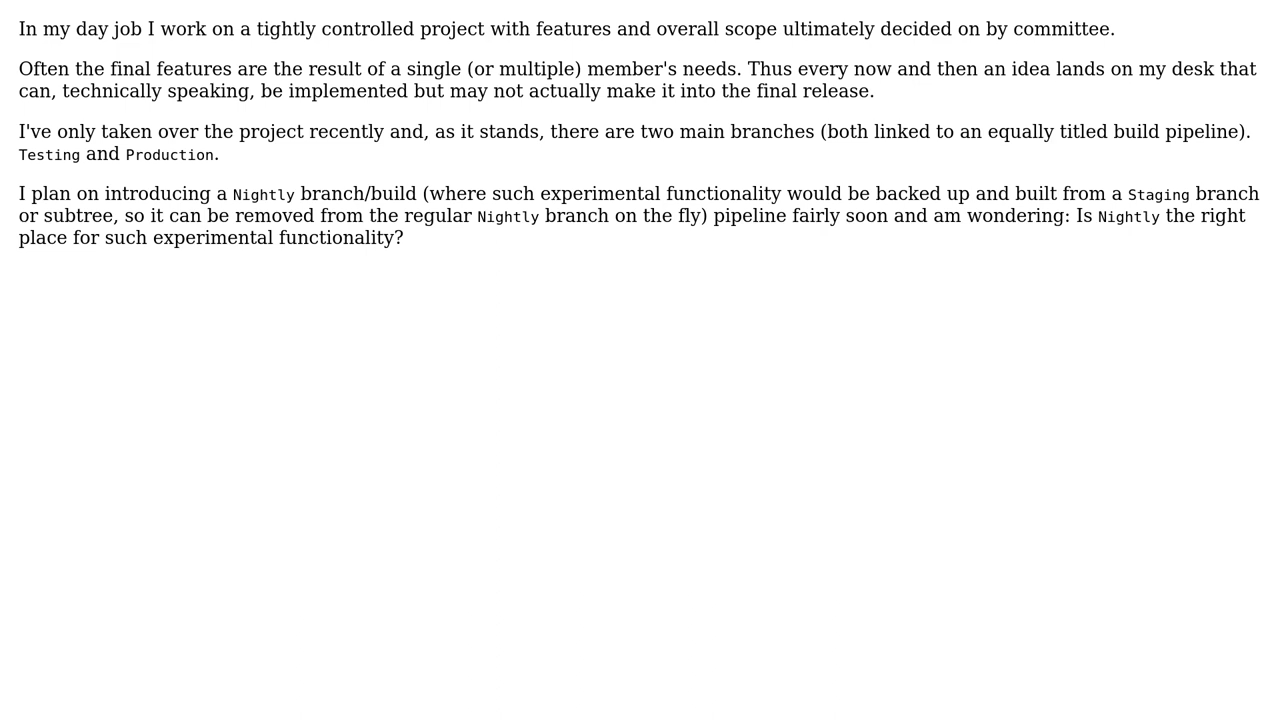 In my day job I work on a tightly controlled project with features and overall scope ultimately decided on by committee.
Often the final features are the result of a single (or multiple) member's needs. Thus every now and then an idea lands on my desk that
can, technically speaking, be implemented but may not actually make it into the final release.
I've only taken over the project recently and, as it stands, there are two main branches (both linked to an equally titled build pipeline).
Testing and Production.
I plan on introducing a Nightly branch/build (where such experimental functionality would be backed up and built from a Staging branch
or subtree, so it can be removed from the regular Nightly branch on the fly) pipeline fairly soon and am wondering: Is Nightly the right
place for such experimental functionality?